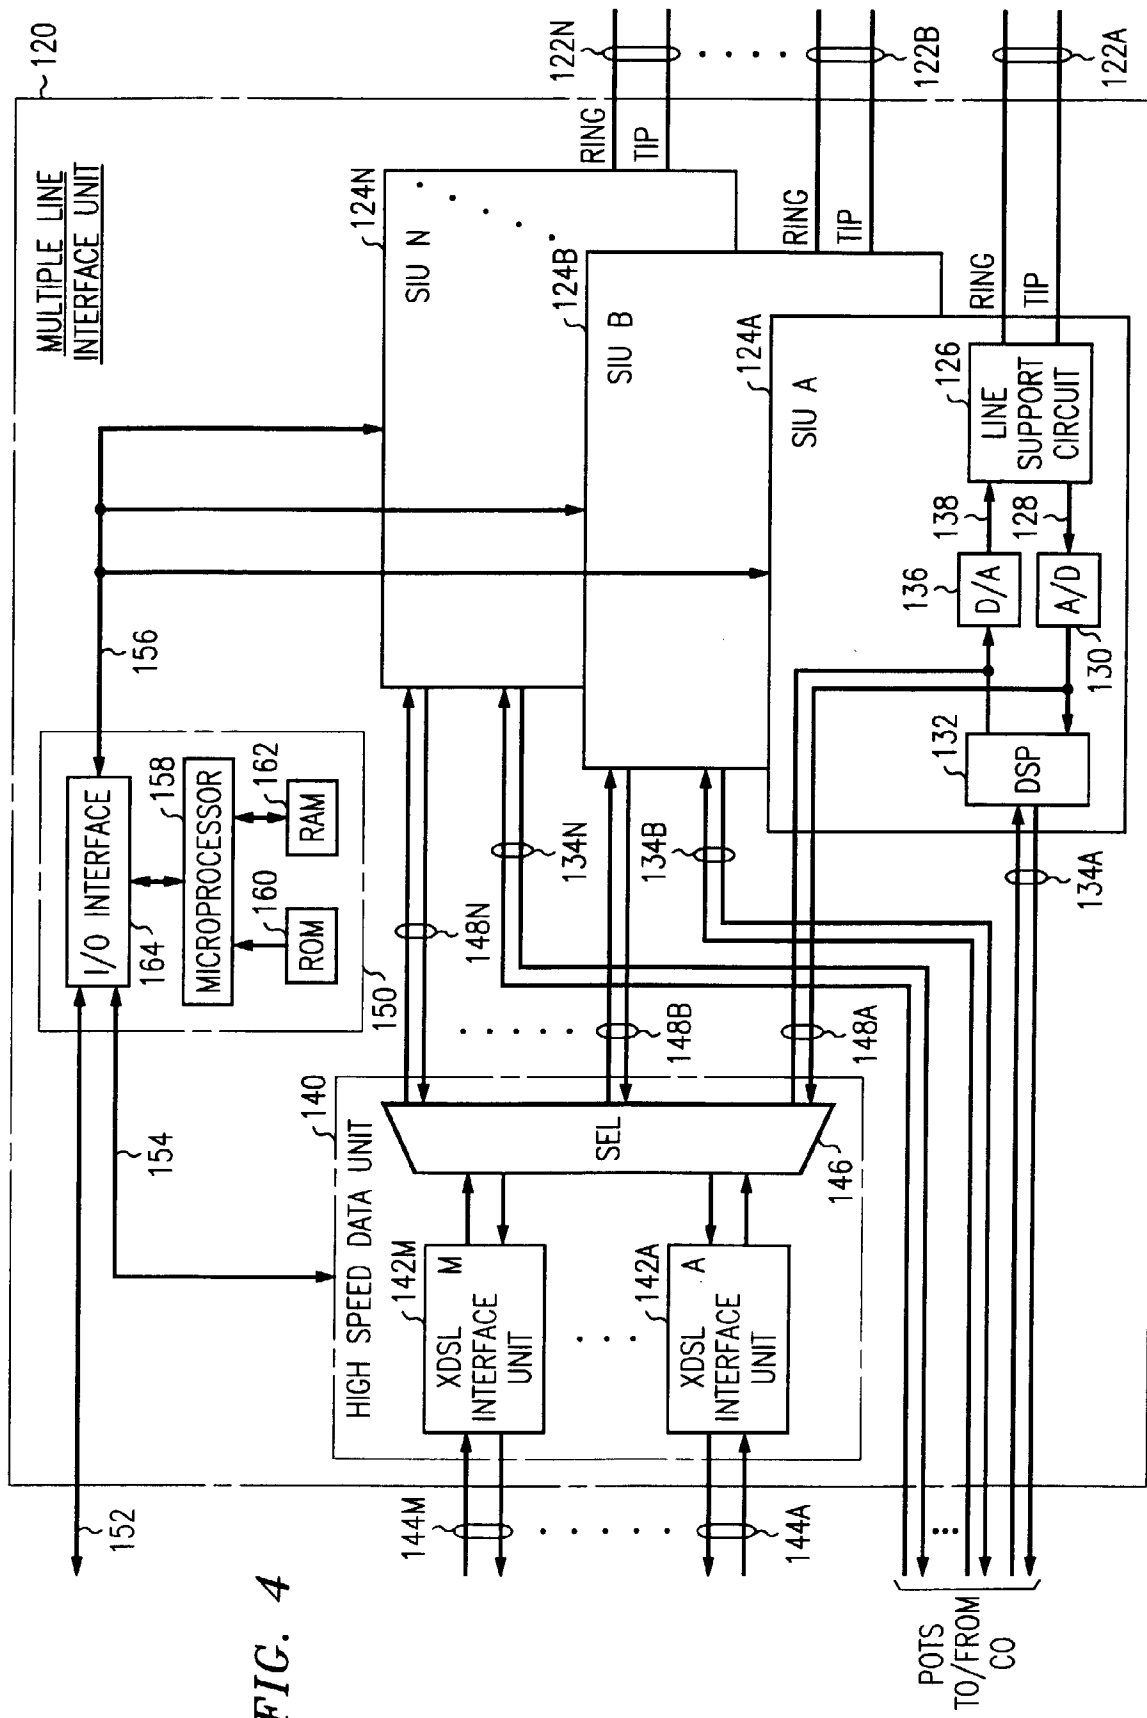 FIG. 4
120
MULTIPLE LINE
INTERFACE UNIT
152
154
156
I/O INTERFACE
164
MICROPROCESSOR
158
ROM
160
RAM
162
150
HIGH SPEED DATA UNIT
140
144M
142M
XDSL M
INTERFACE
UNIT
. . .
144A
142A
XDSL A
INTERFACE
UNIT
SEL
146
148N
148B
148A
134N
134B
134A
124N
SIU N
124B
SIU B
124A
SIU A
132
DSP
136
D/A
138
A/D
130
128
126
LINE
SUPPORT
CIRCUIT
RING
TIP
122N
RING
TIP
122B
RING
TIP
122A
POTS
TO/FROM
CO